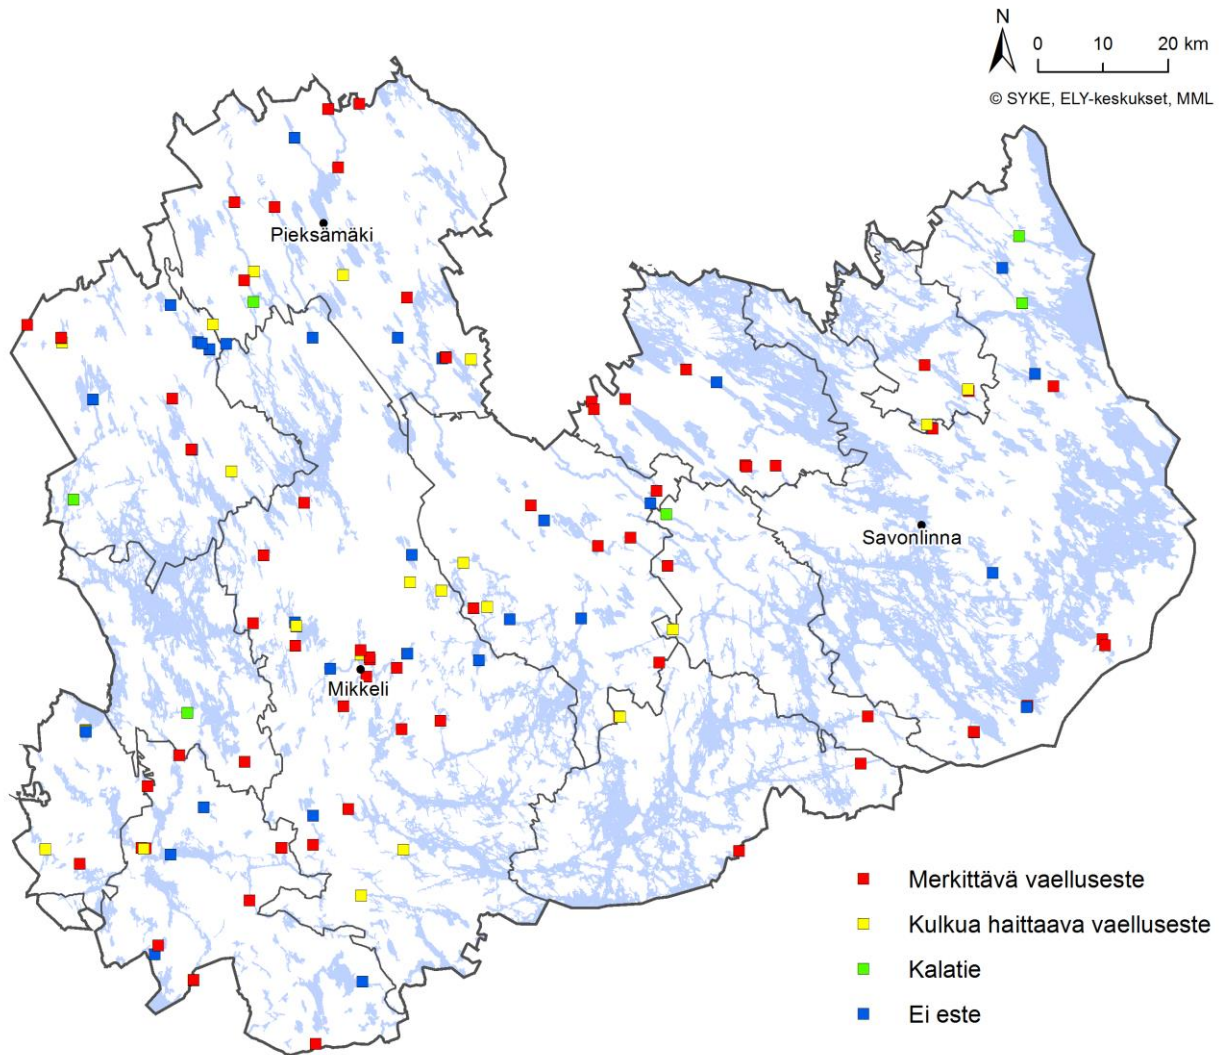 N
0 10 20 km
© SYKE, ELY-keskukset, MML
Pieksämäki
Savonlinna
Mikkeli
Merkittävä vaelluseste
Kulkua haittaava vaelluseste
Kalatie
Ei este